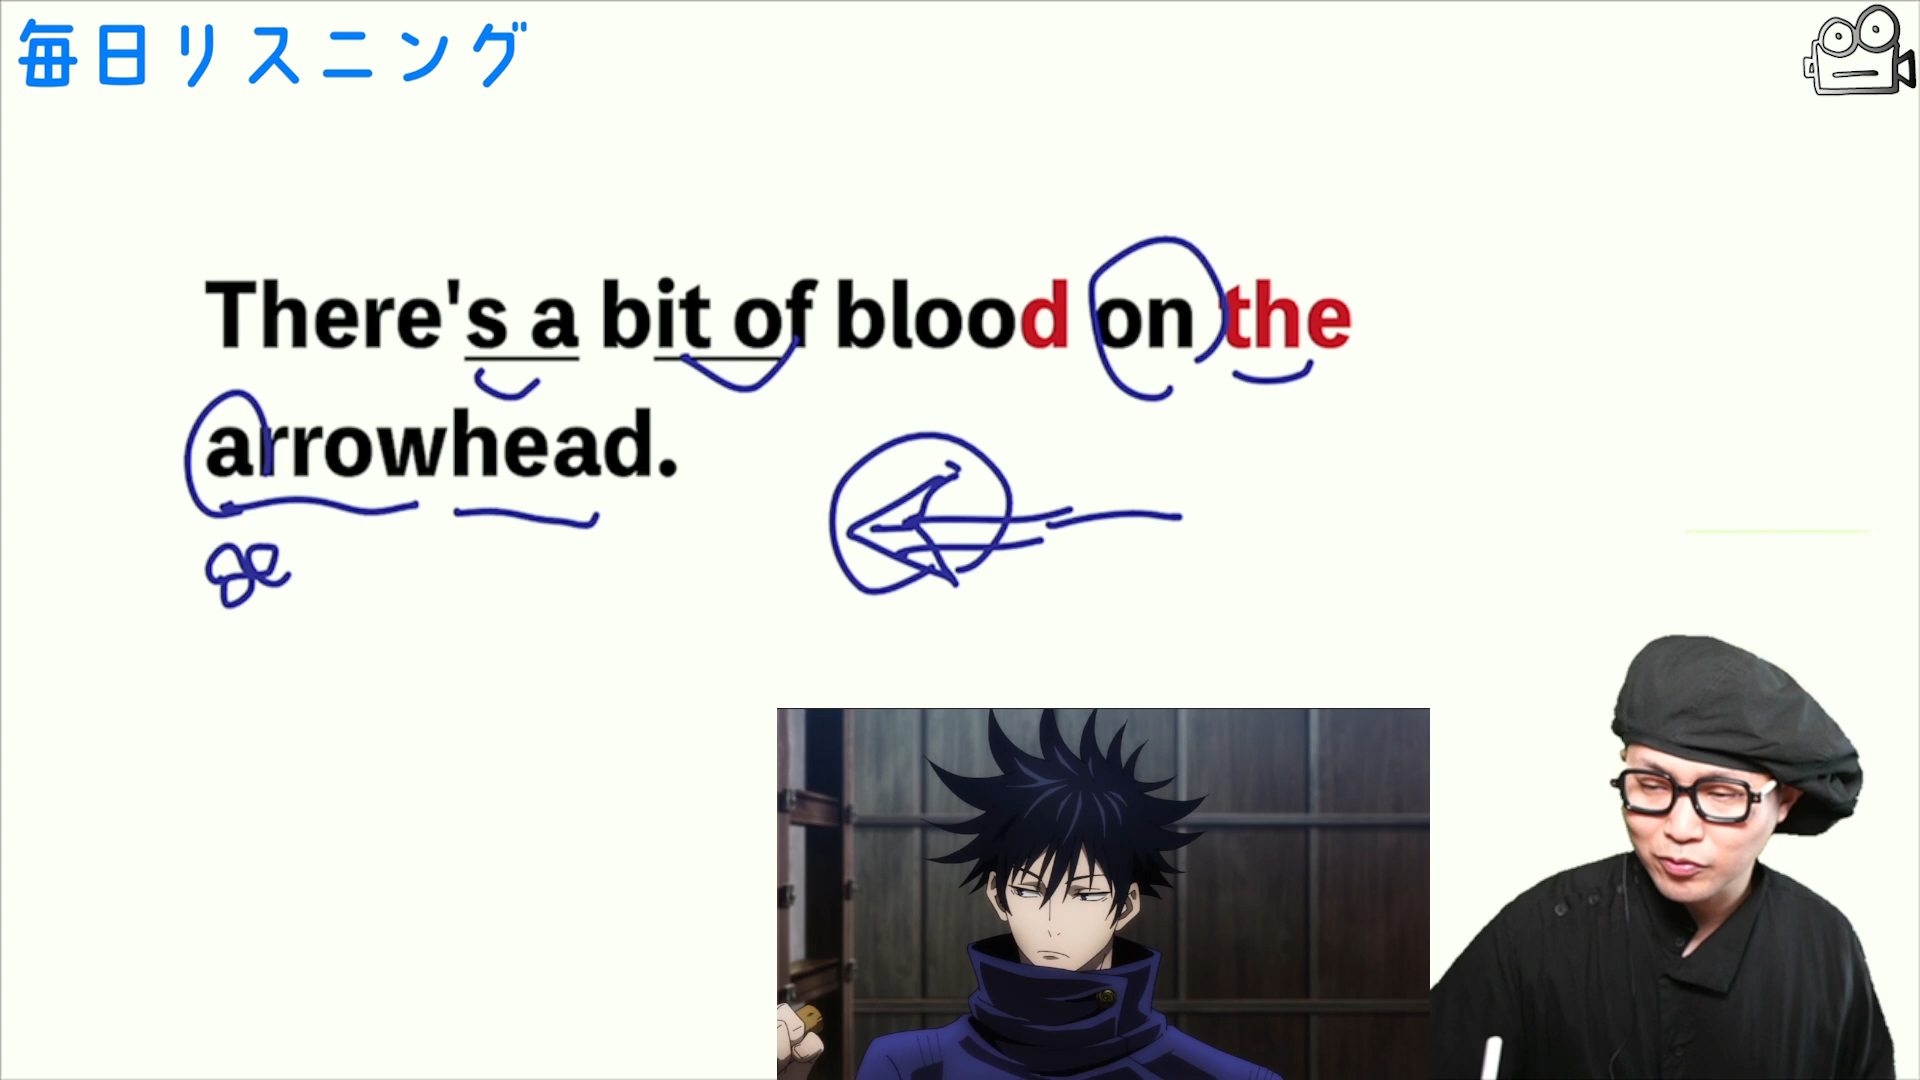 毎日リスニング
There's a bit of blood on the
arrowhead.
æ